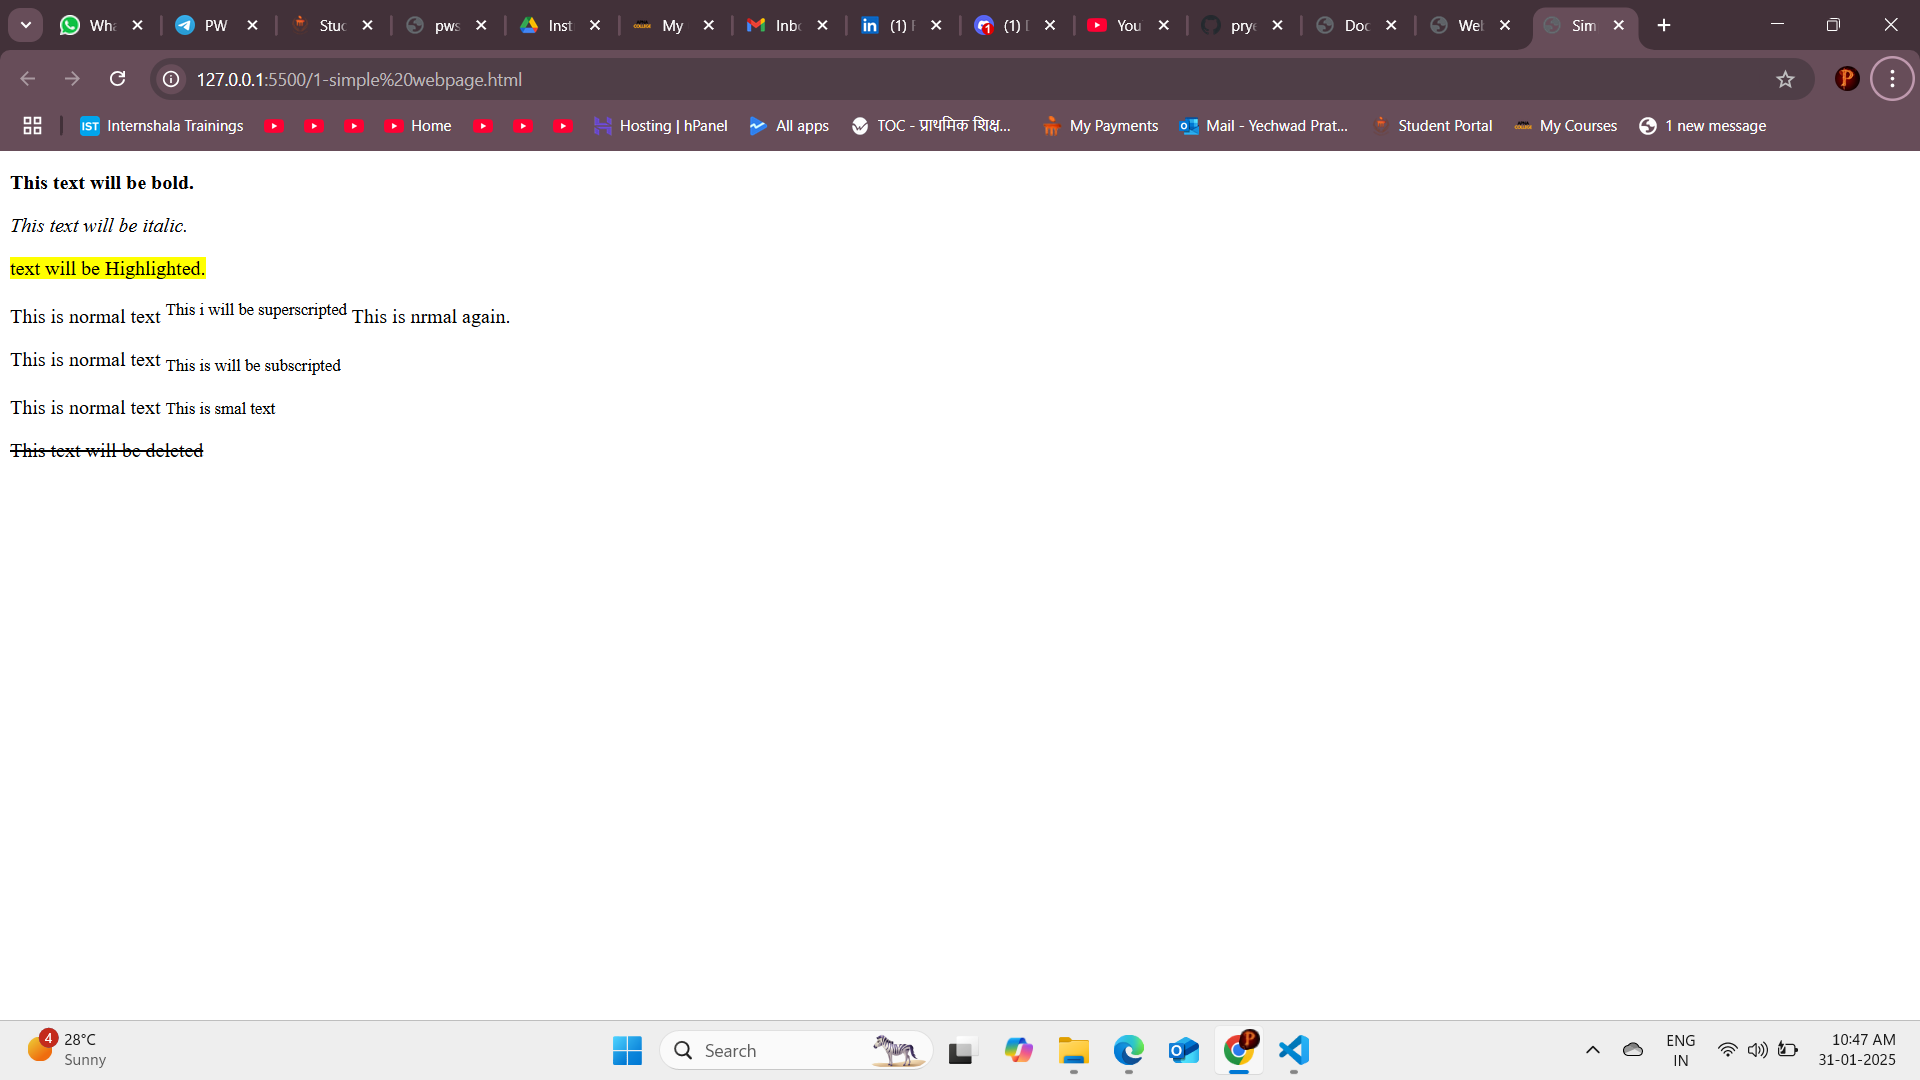 Wha PW Stud pws Inst My Inbo (1) F (1) D You prye Doc Wel Sim
127.0.0.1:5500/1-simple%20webpage.html
IST Internshala Trainings Home Hosting | hPanel All apps TOC - प्राथमिक शिक्ष... My Payments Mail - Yechwad Prat... Student Portal My Courses 1 new message
This text will be bold.
This text will be italic.
text will be Highlighted.
This is normal text This i will be superscripted This is nrmal again.
This is normal text This is will be subscripted
This is normal text This is smal text
This text will be deleted
4 28°C
Sunny
Search
ENG
IN
10:47 AM
31-01-2025